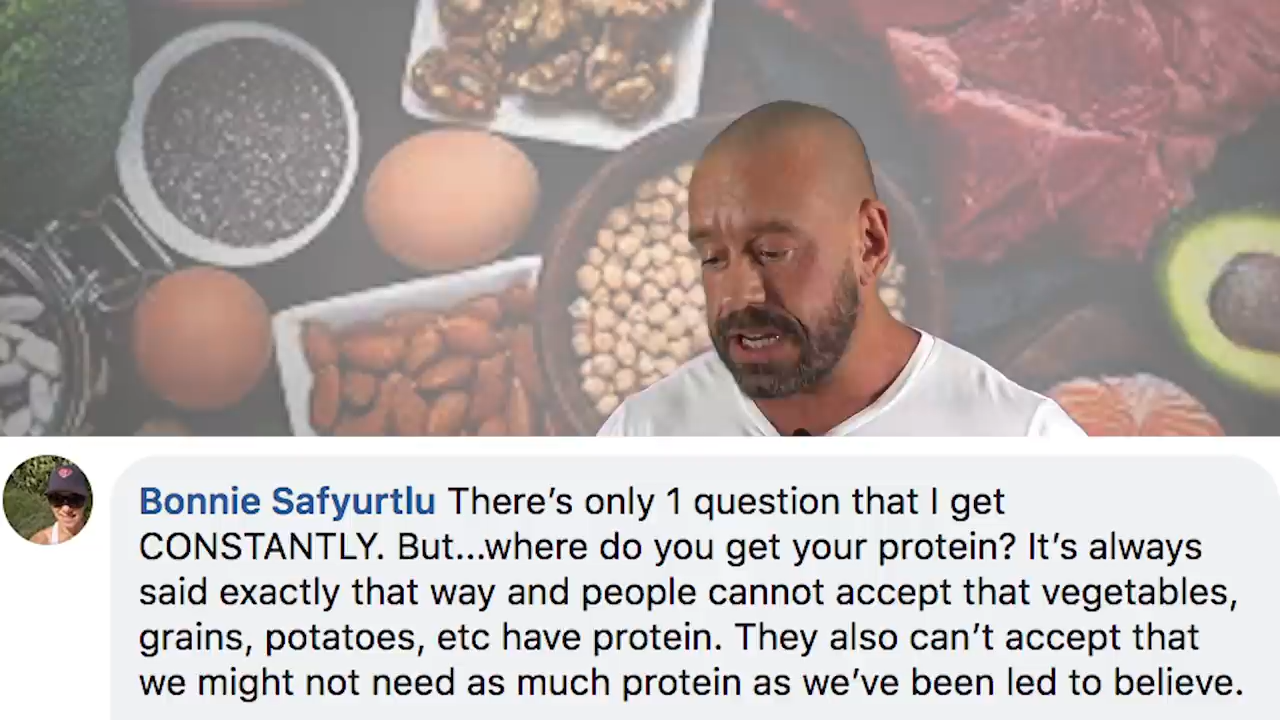 Bonnie Safyurtlu There’s only 1 question that I get
CONSTANTLY. But...where do you get your protein? It’s always
said exactly that way and people cannot accept that vegetables,
grains, potatoes, etc have protein. They also can’t accept that
we might not need as much protein as we’ve been led to believe.